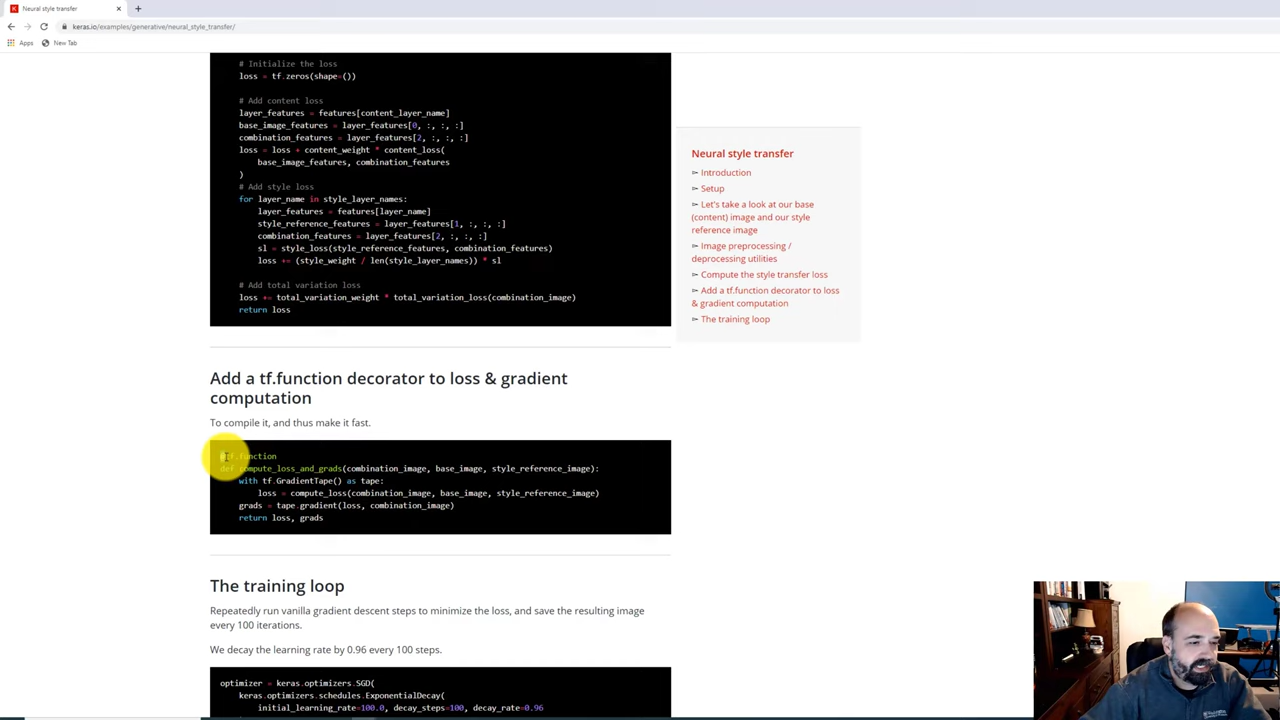 Neural style transfer
keras.io/examples/generative/neural_style_transfer/
Apps
New Tab
# Initialize the loss
loss = tf.zeros(shape=())
# Add content loss
layer_features = features[content_layer_name]
base_image_features = layer_features[0, :, :, :]
combination_features = layer_features[2, :, :, :]
loss = loss + content_weight * content_loss(
base_image_features, combination_features
)
# Add style loss
for layer_name in style_layer_names:
layer_features = features[layer_name]
style_reference_features = layer_features[1, :, :, :]
combination_features = layer_features[2, :, :, :]
sl = style_loss(style_reference_features, combination_features)
loss += (style_weight / len(style_layer_names)) * sl
# Add total variation loss
loss += total_variation_weight * total_variation_loss(combination_image)
return loss
Neural style transfer
► Introduction
► Setup
► Let's take a look at our base
(content) image and our style
reference image
► Image preprocessing /
deprocessing utilities
► Compute the style transfer loss
► Add a tf.function decorator to loss
& gradient computation
► The training loop
Add a tf.function decorator to loss & gradient
computation
To compile it, and thus make it fast.
@tf.function
def compute_loss_and_grads(combination_image, base_image, style_reference_image):
with tf.GradientTape() as tape:
loss = compute_loss(combination_image, base_image, style_reference_image)
grads = tape.gradient(loss, combination_image)
return loss, grads
The training loop
Repeatedly run vanilla gradient descent steps to minimize the loss, and save the resulting image
every 100 iterations.
We decay the learning rate by 0.96 every 100 steps.
optimizer = keras.optimizers.SGD(
keras.optimizers.schedules.ExponentialDecay(
initial_learning_rate=100.0, decay_steps=100, decay_rate=0.96